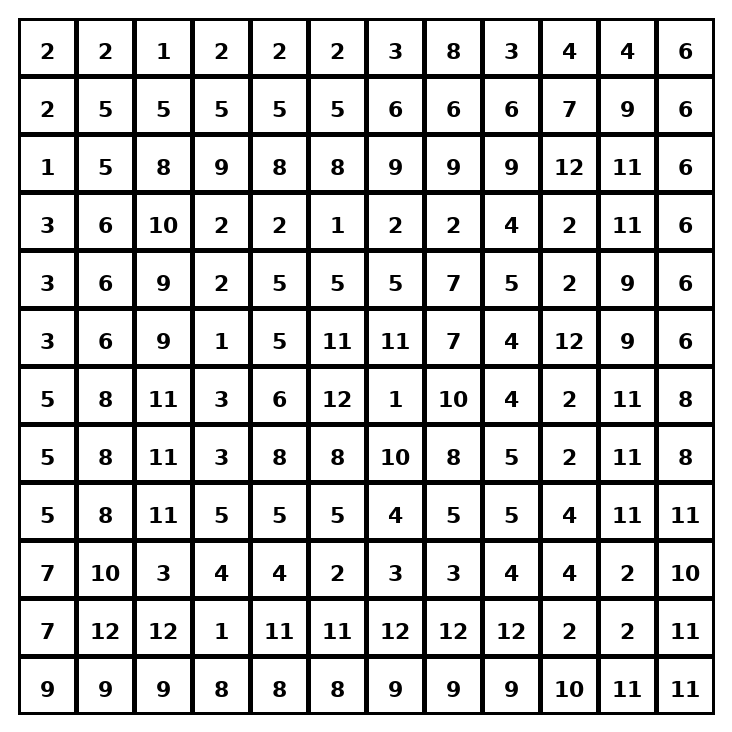 2 2 1 2 2 2 3 8 3 4 4 6
2 5 5 5 5 5 6 6 6 7 9 6
1 5 8 9 8 8 9 9 9 12 11 6
3 6 10 2 2 1 2 2 4 2 11 6
3 6 9 2 5 5 5 7 5 2 9 6
3 6 9 1 5 11 11 7 4 12 9 6
5 8 11 3 6 12 1 10 4 2 11 8
5 8 11 3 8 8 10 8 5 2 11 8
5 8 11 5 5 5 4 5 5 4 11 11
7 10 3 4 4 2 3 3 4 4 2 10
7 12 12 1 11 11 12 12 12 2 2 11
9 9 9 8 8 8 9 9 9 10 11 11